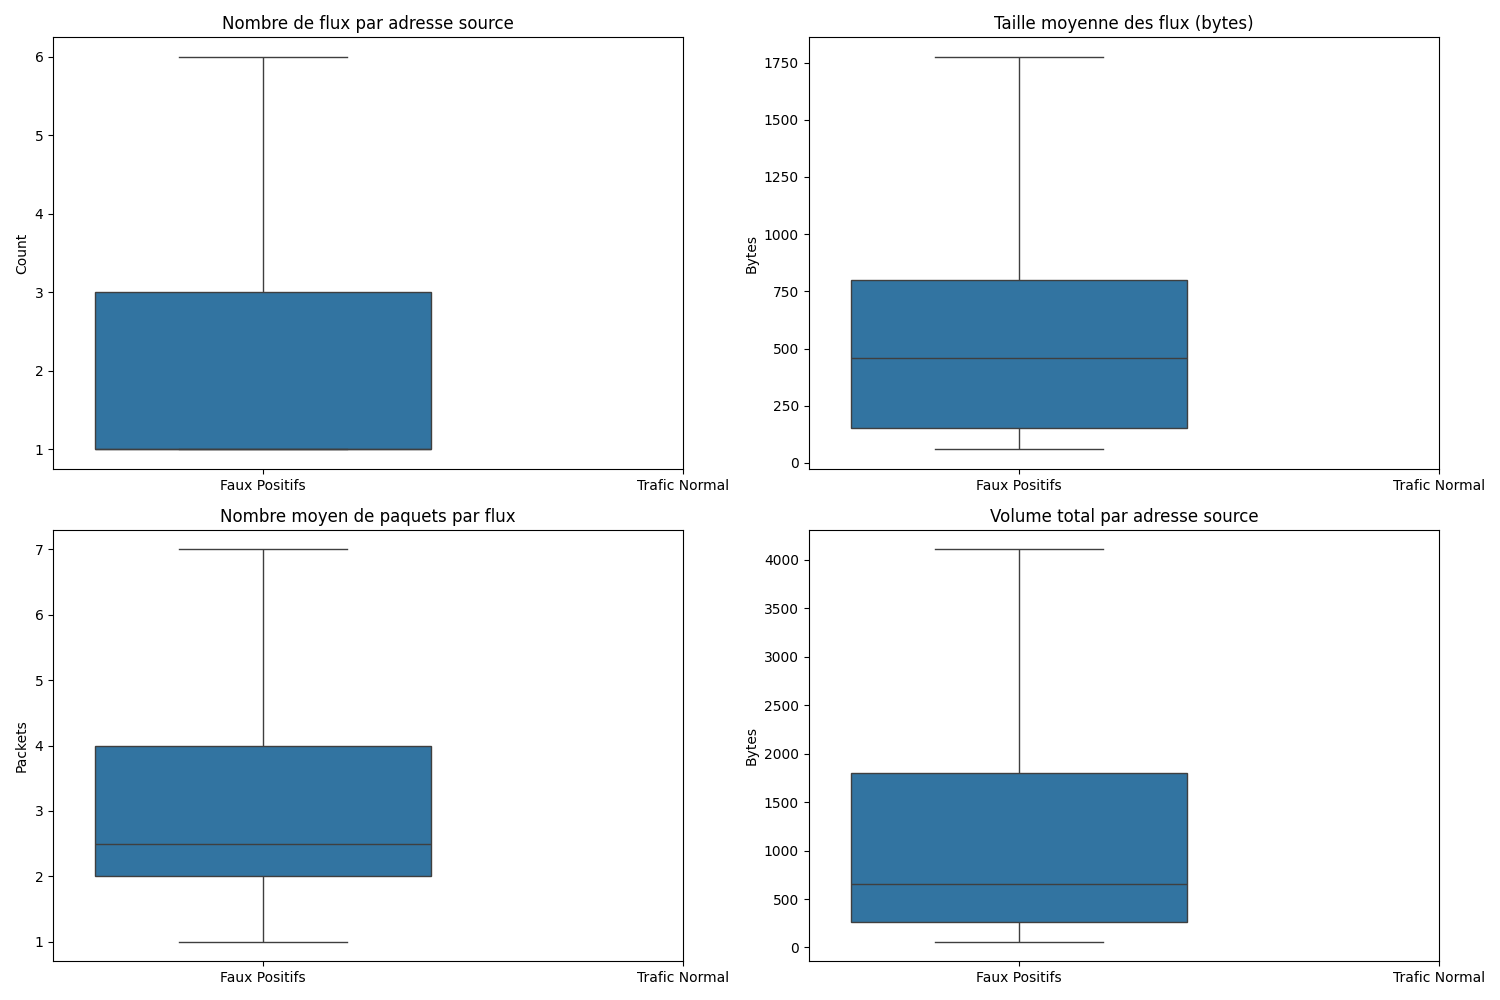 Nombre de flux par adresse source
Count
6
5
4
3
2
1
Faux Positifs
Trafic Normal
Taille moyenne des flux (bytes)
Bytes
1750
1500
1250
1000
750
500
250
0
Faux Positifs
Trafic Normal
Nombre moyen de paquets par flux
Packets
7
6
5
4
3
2
1
Faux Positifs
Trafic Normal
Volume total par adresse source
Bytes
4000
3500
3000
2500
2000
1500
1000
500
0
Faux Positifs
Trafic Normal